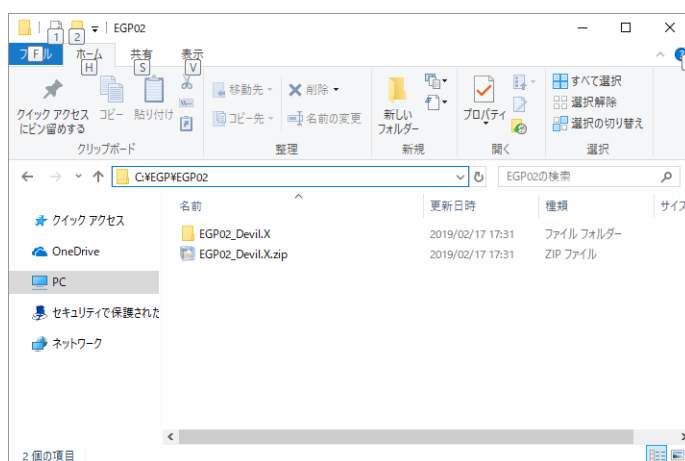 1 2 EGP02
ファイル ホーム 共有 表示
F H S V
クイック アクセス
にピン留めする
コピー
貼り付け
移動先
コピー先
削除
名前の変更
新しい
フォルダー
プロパティ
すべて選択
選択解除
選択の切り替え
クリップボード 整理 新規 開く 選択
C:¥EGP¥EGP02
EGP02の検索
名前 更新日時 種類 サイズ
クイック アクセス
OneDrive
PC
セキュリティで保護された
ネットワーク
EGP02_Devil.X 2019/02/17 17:31 ファイル フォルダー
EGP02_Devil.X.zip 2019/02/17 17:31 ZIP ファイル
2 個の項目